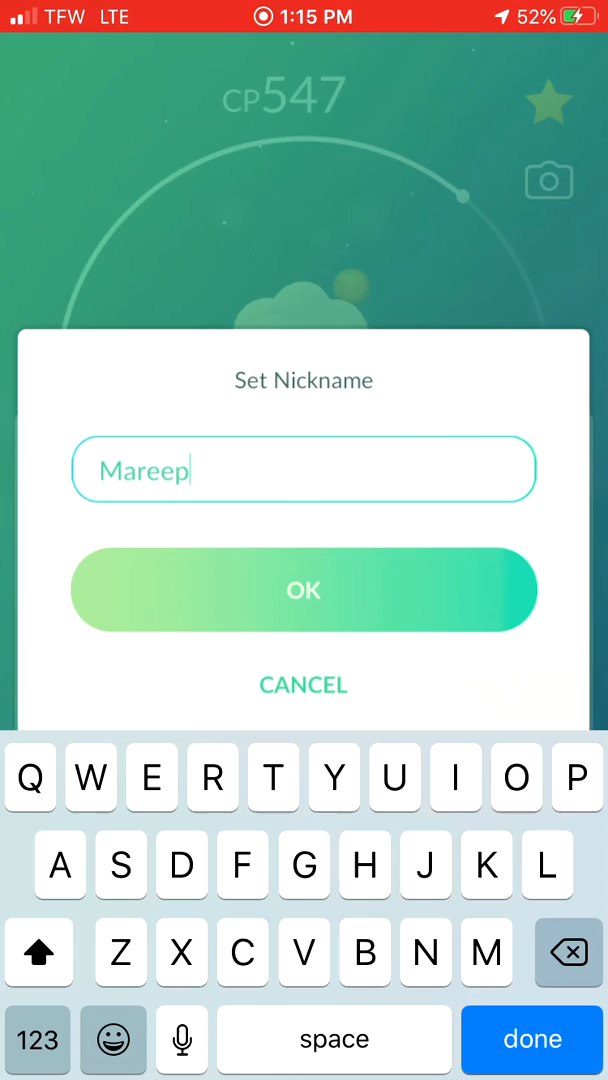 TFW LTE 1:15 PM 52%
CP547
Set Nickname
Mareep
OK
CANCEL
Q W E R T Y U I O P
A S D F G H J K L
Z X C V B N M
123 space done